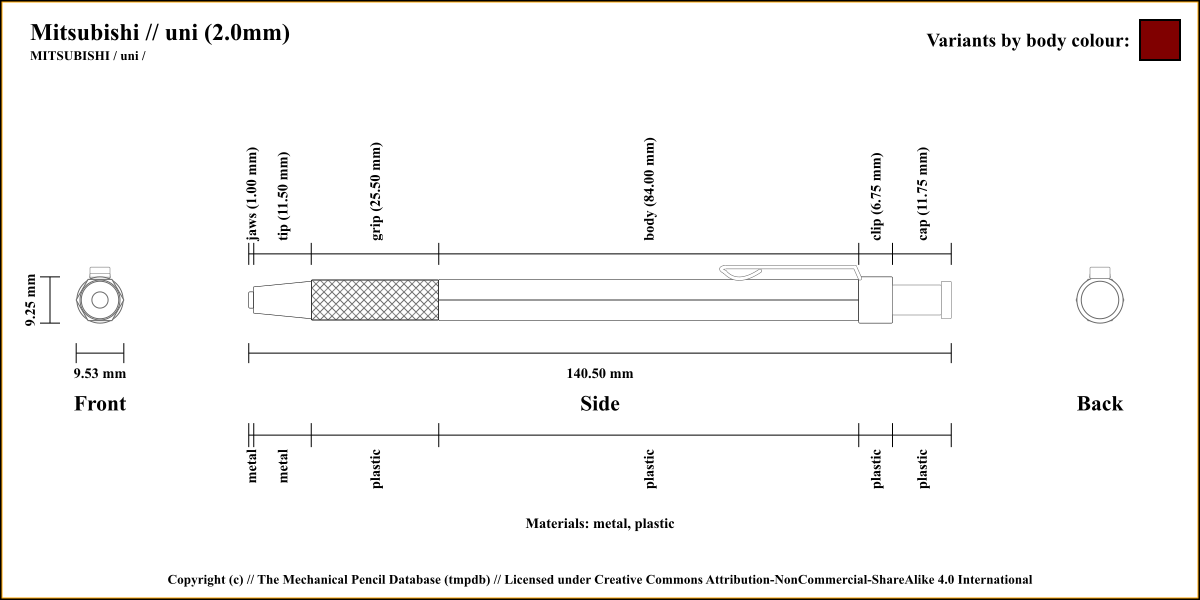 Mitsubishi // uni (2.0mm)
MITSUBISHI / uni /
Variants by body colour:
jaws (1.00 mm)
tip (11.50 mm)
grip (25.50 mm)
body (84.00 mm)
clip (6.75 mm)
cap (11.75 mm)
9.25 mm
9.53 mm
140.50 mm
Front
Side
Back
metal
metal
plastic
plastic
plastic
plastic
Materials: metal, plastic
Copyright (c) // The Mechanical Pencil Database (tmpdb) // Licensed under Creative Commons Attribution-NonCommercial-ShareAlike 4.0 International